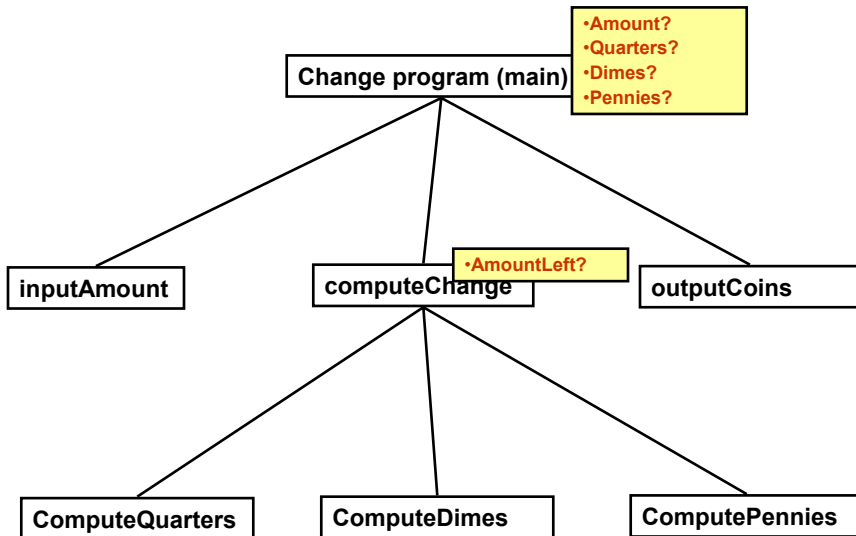 Change program (main)
•Amount?
•Quarters?
•Dimes?
•Pennies?
inputAmount
computeChange
•AmountLeft?
outputCoins
ComputeQuarters
ComputeDimes
ComputePennies